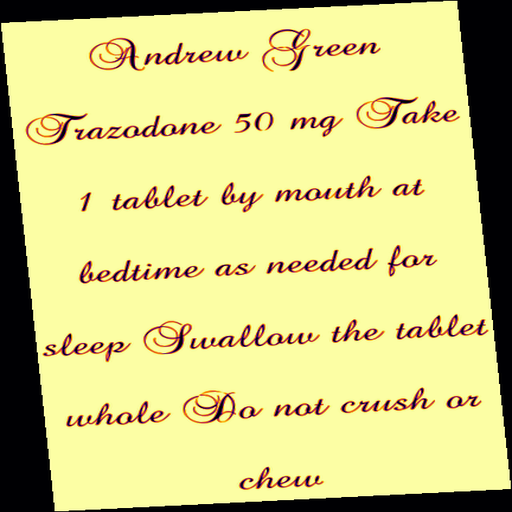 Andrew Green
Trazodone 50 mg Take
1 tablet by mouth at
bedtime as needed for
sleep Swallow the tablet
whole Do not crush or
chew